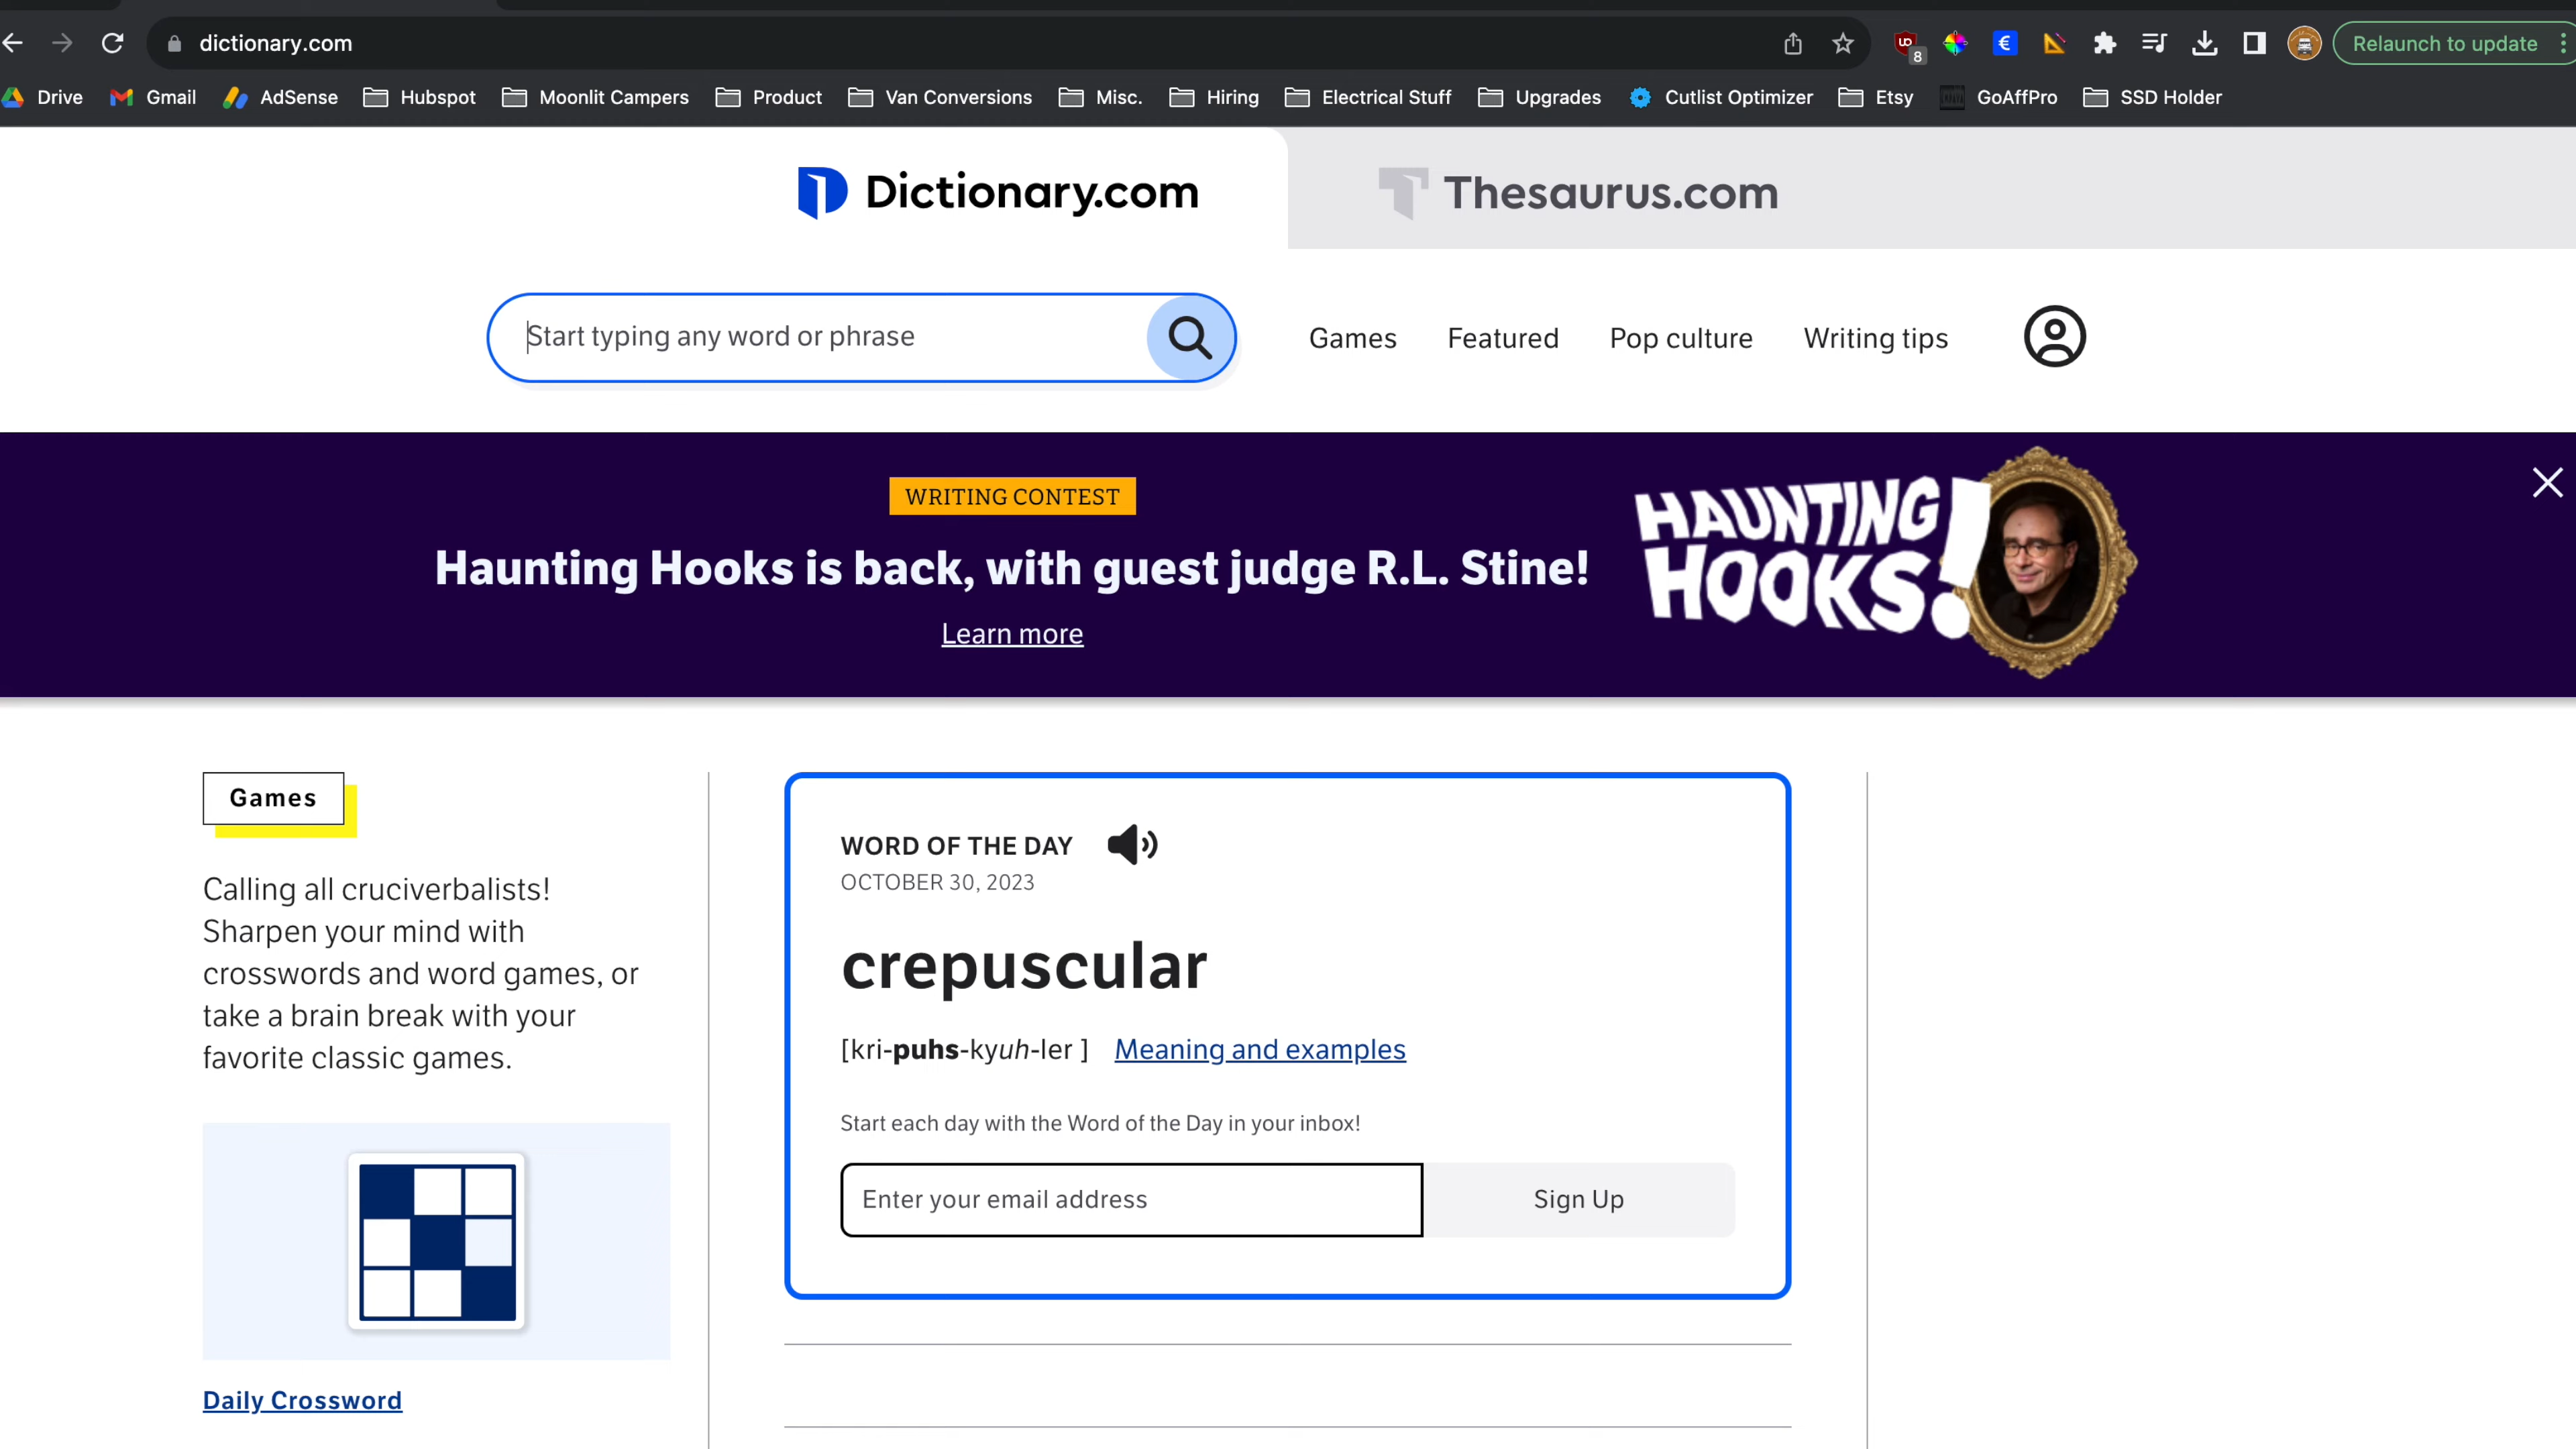 dictionary.com
8
€
Relaunch to update
Drive
Gmail
AdSense
Hubspot
Moonlit Campers
Product
Van Conversions
Misc.
Hiring
Electrical Stuff
Upgrades
Cutlist Optimizer
Etsy
GoAffPro
SSD Holder
Dictionary.com
Thesaurus.com
Start typing any word or phrase
Games
Featured
Pop culture
Writing tips
WRITING CONTEST
Haunting Hooks is back, with guest judge R.L. Stine!
Learn more
HAUNTING
HOOKS!
Games
Calling all cruciverbalists!
Sharpen your mind with
crosswords and word games, or
take a brain break with your
favorite classic games.
Daily Crossword
WORD OF THE DAY
OCTOBER 30, 2023
crepuscular
[kri-puhs-kyuh-ler ] Meaning and examples
Start each day with the Word of the Day in your inbox!
Enter your email address
Sign Up